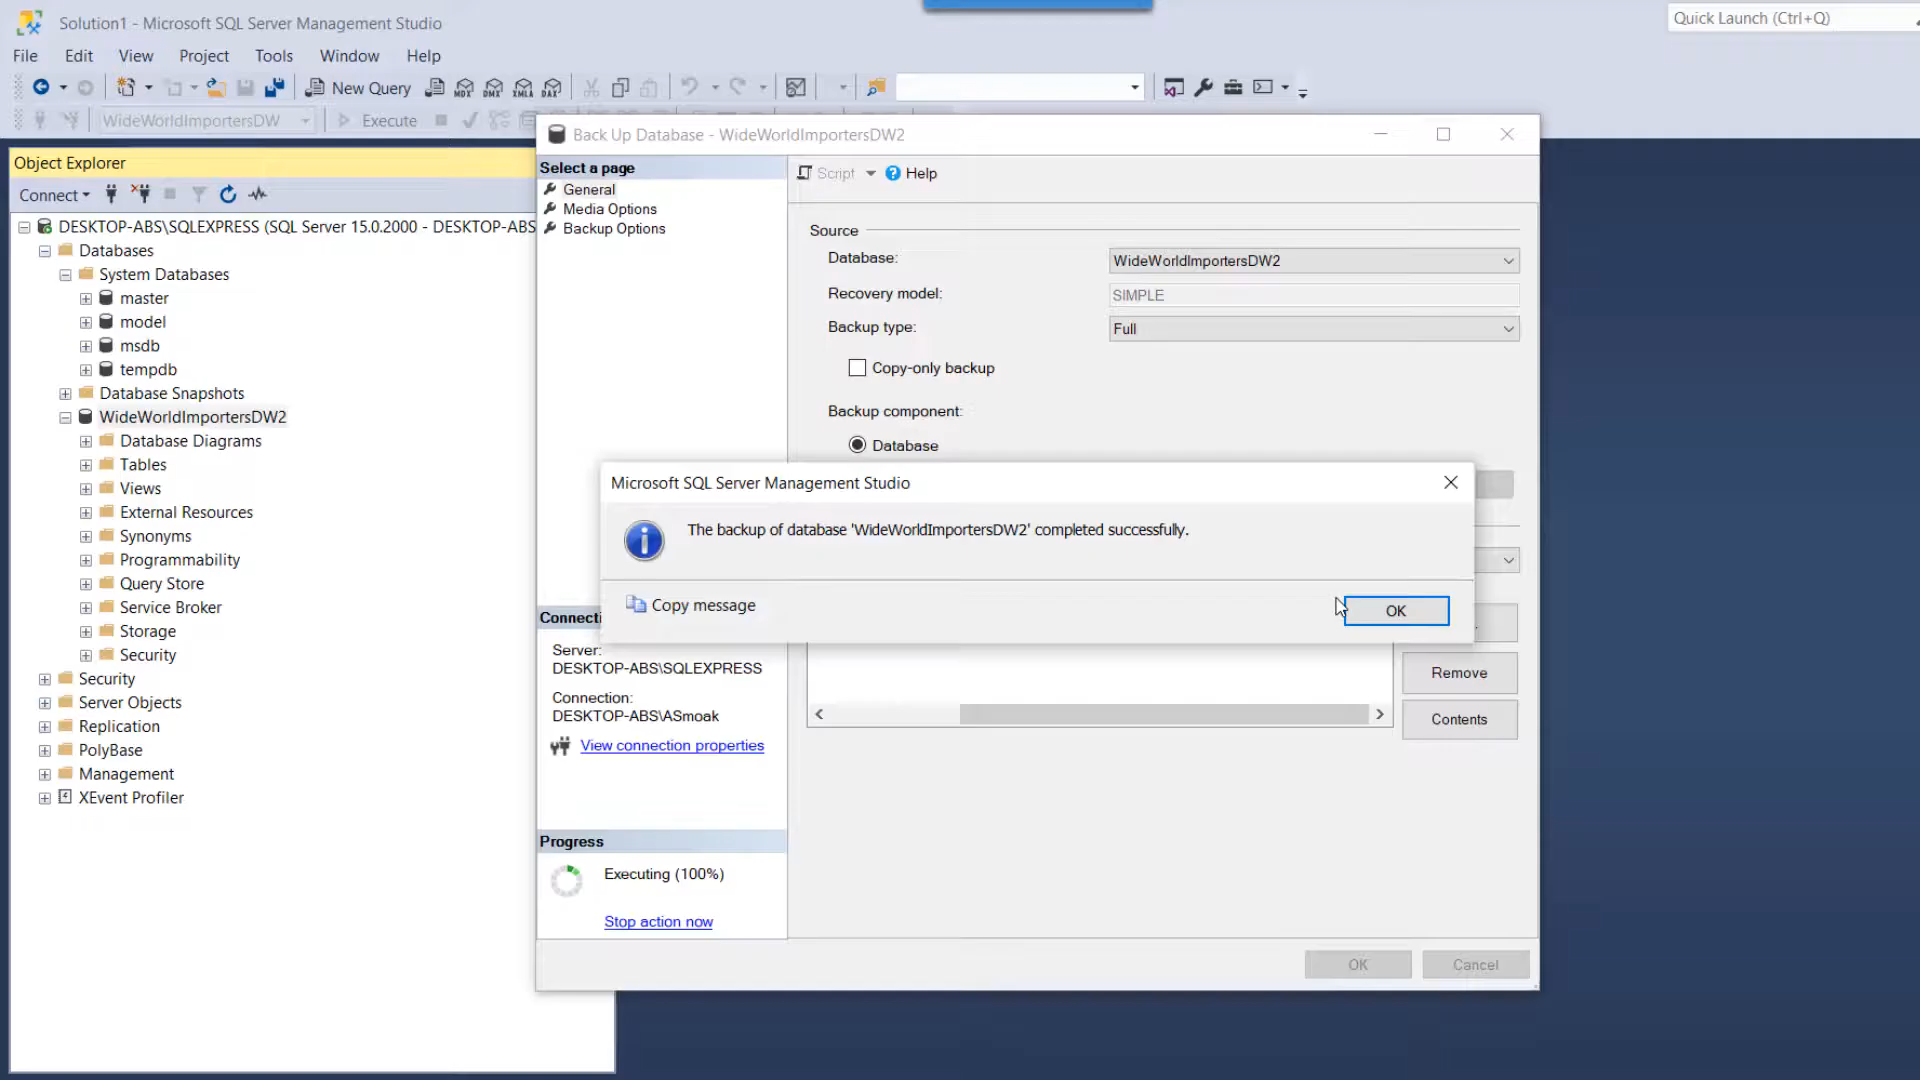 Solution1 - Microsoft SQL Server Management Studio
Quick Launch (Ctrl+Q)
File Edit View Project Tools Window Help
New Query MDX DMX XMLA DAX
WideWorldImportersDW Execute
Object Explorer
Connect
DESKTOP-ABS\SQLEXPRESS (SQL Server 15.0.2000 - DESKTOP-ABS
Databases
System Databases
master
model
msdb
tempdb
Database Snapshots
WideWorldImportersDW2
Database Diagrams
Tables
Views
External Resources
Synonyms
Programmability
Query Store
Service Broker
Storage
Security
Security
Server Objects
Replication
PolyBase
Management
XEvent Profiler
Back Up Database - WideWorldImportersDW2
Select a page
General
Media Options
Backup Options
Script Help
Source
Database: WideWorldImportersDW2
Recovery model: SIMPLE
Backup type: Full
Copy-only backup
Backup component:
Database
Microsoft SQL Server Management Studio
The backup of database 'WideWorldImportersDW2' completed successfully.
Copy message
OK
Connecti
Server:
DESKTOP-ABS\SQLEXPRESS
Connection:
DESKTOP-ABS\ASmoak
View connection properties
Remove
Contents
Progress
Executing (100%)
Stop action now
OK Cancel